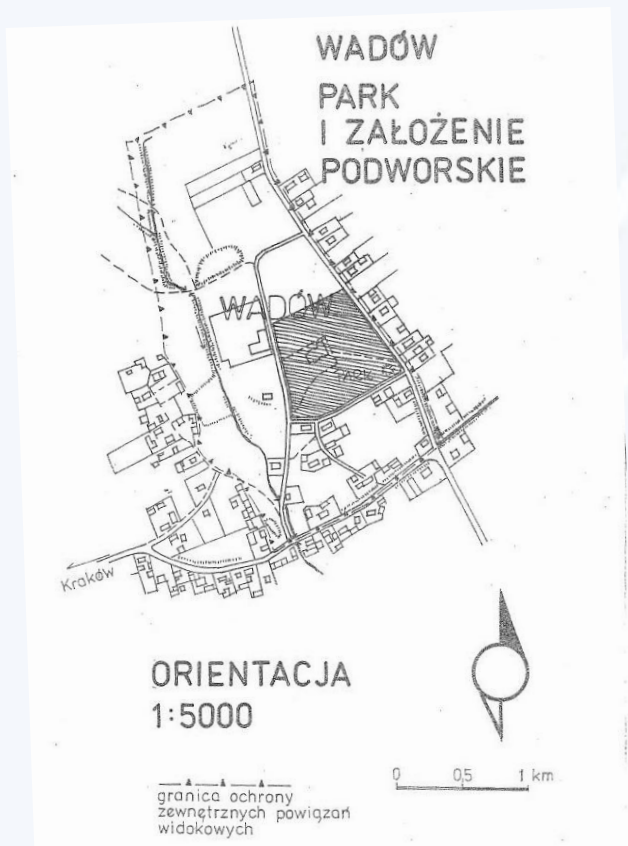 WADÓW
PARK
I ZAŁOŻENIE
PODWORSKIE
WADÓW
Kraków
ORIENTACJA
1:5000
0 0,5 1 km
granica ochrony
zewnętrznych powiązań
widokowych